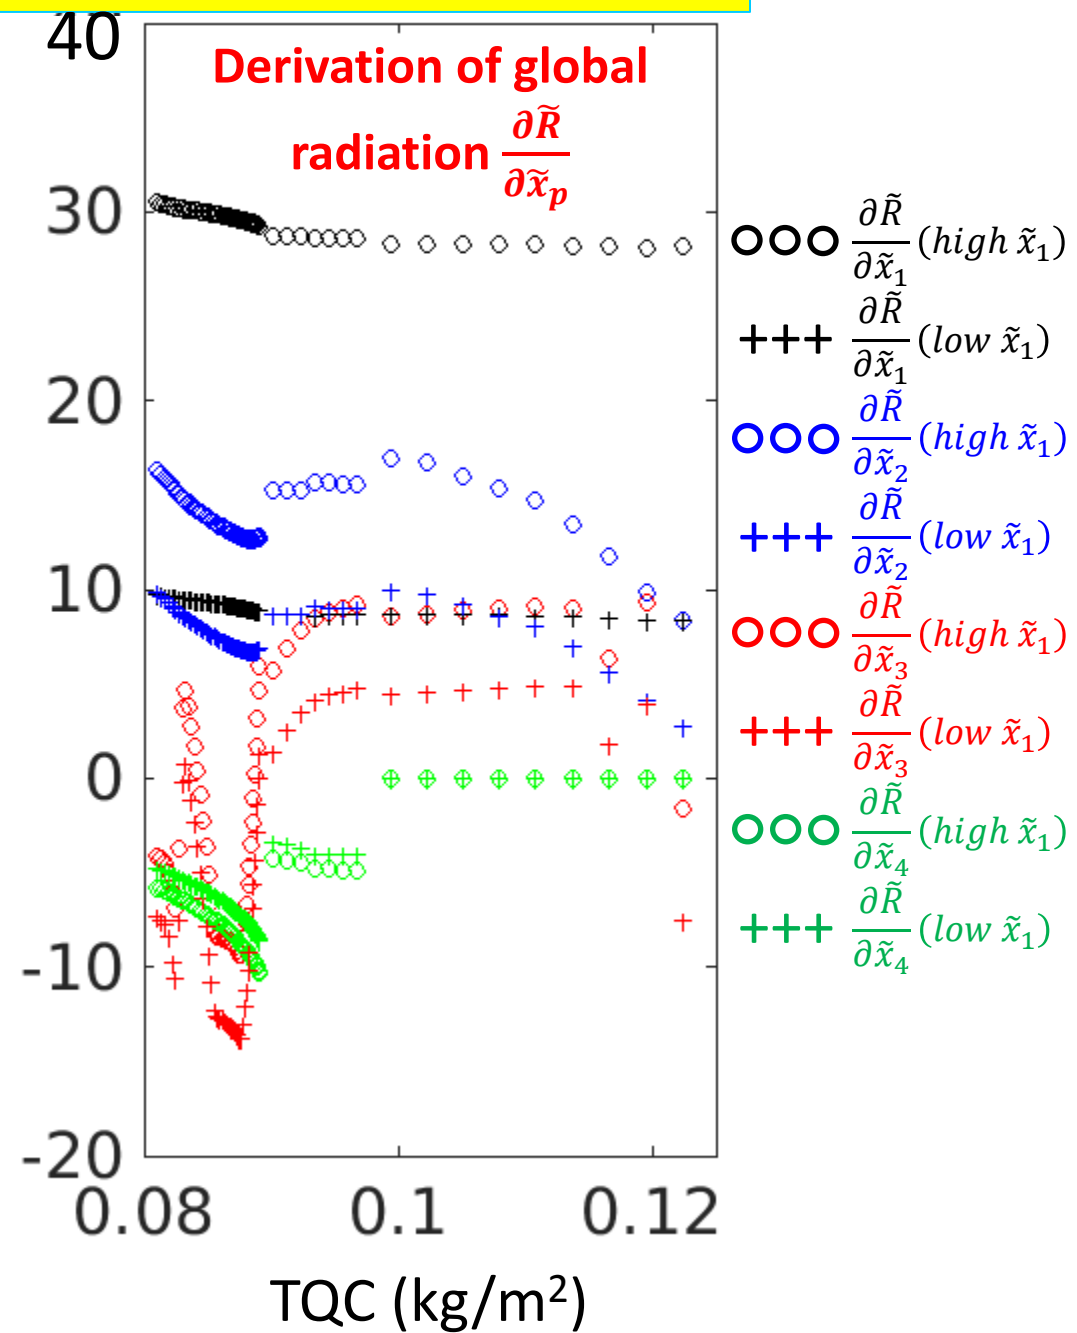 40
Derivation of global
radiation ∂R̃/∂x̃ₚ
30
20
10
0
-10
-20
0.08 0.1 0.12
TQC (kg/m²)
∂R̃/∂x̃₁ (high x̃₁)
+++ ∂R̃/∂x̃₁ (low x̃₁)
∂R̃/∂x̃₂ (high x̃₁)
+++ ∂R̃/∂x̃₂ (low x̃₁)
∂R̃/∂x̃₃ (high x̃₁)
+++ ∂R̃/∂x̃₃ (low x̃₁)
∂R̃/∂x̃₄ (high x̃₁)
+++ ∂R̃/∂x̃₄ (low x̃₁)